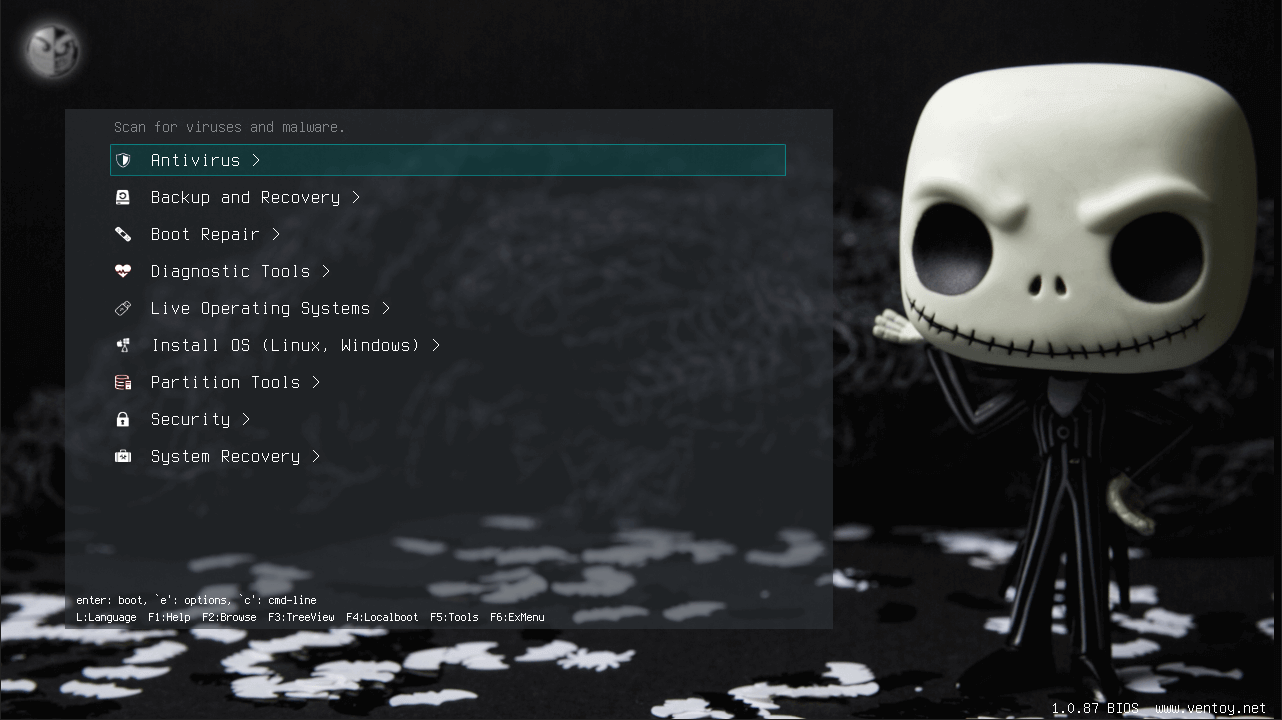 Scan for viruses and malware.
Antivirus >
Backup and Recovery >
Boot Repair >
Diagnostic Tools >
Live Operating Systems >
Install OS (Linux, Windows) >
Partition Tools >
Security >
System Recovery >
enter: boot, `e': options, `c': cmd-line
L:Language F1:Help F2:Browse F3:TreeView F4:Localboot F5:Tools F6:ExMenu
1.0.87 BIOS www.ventoy.net